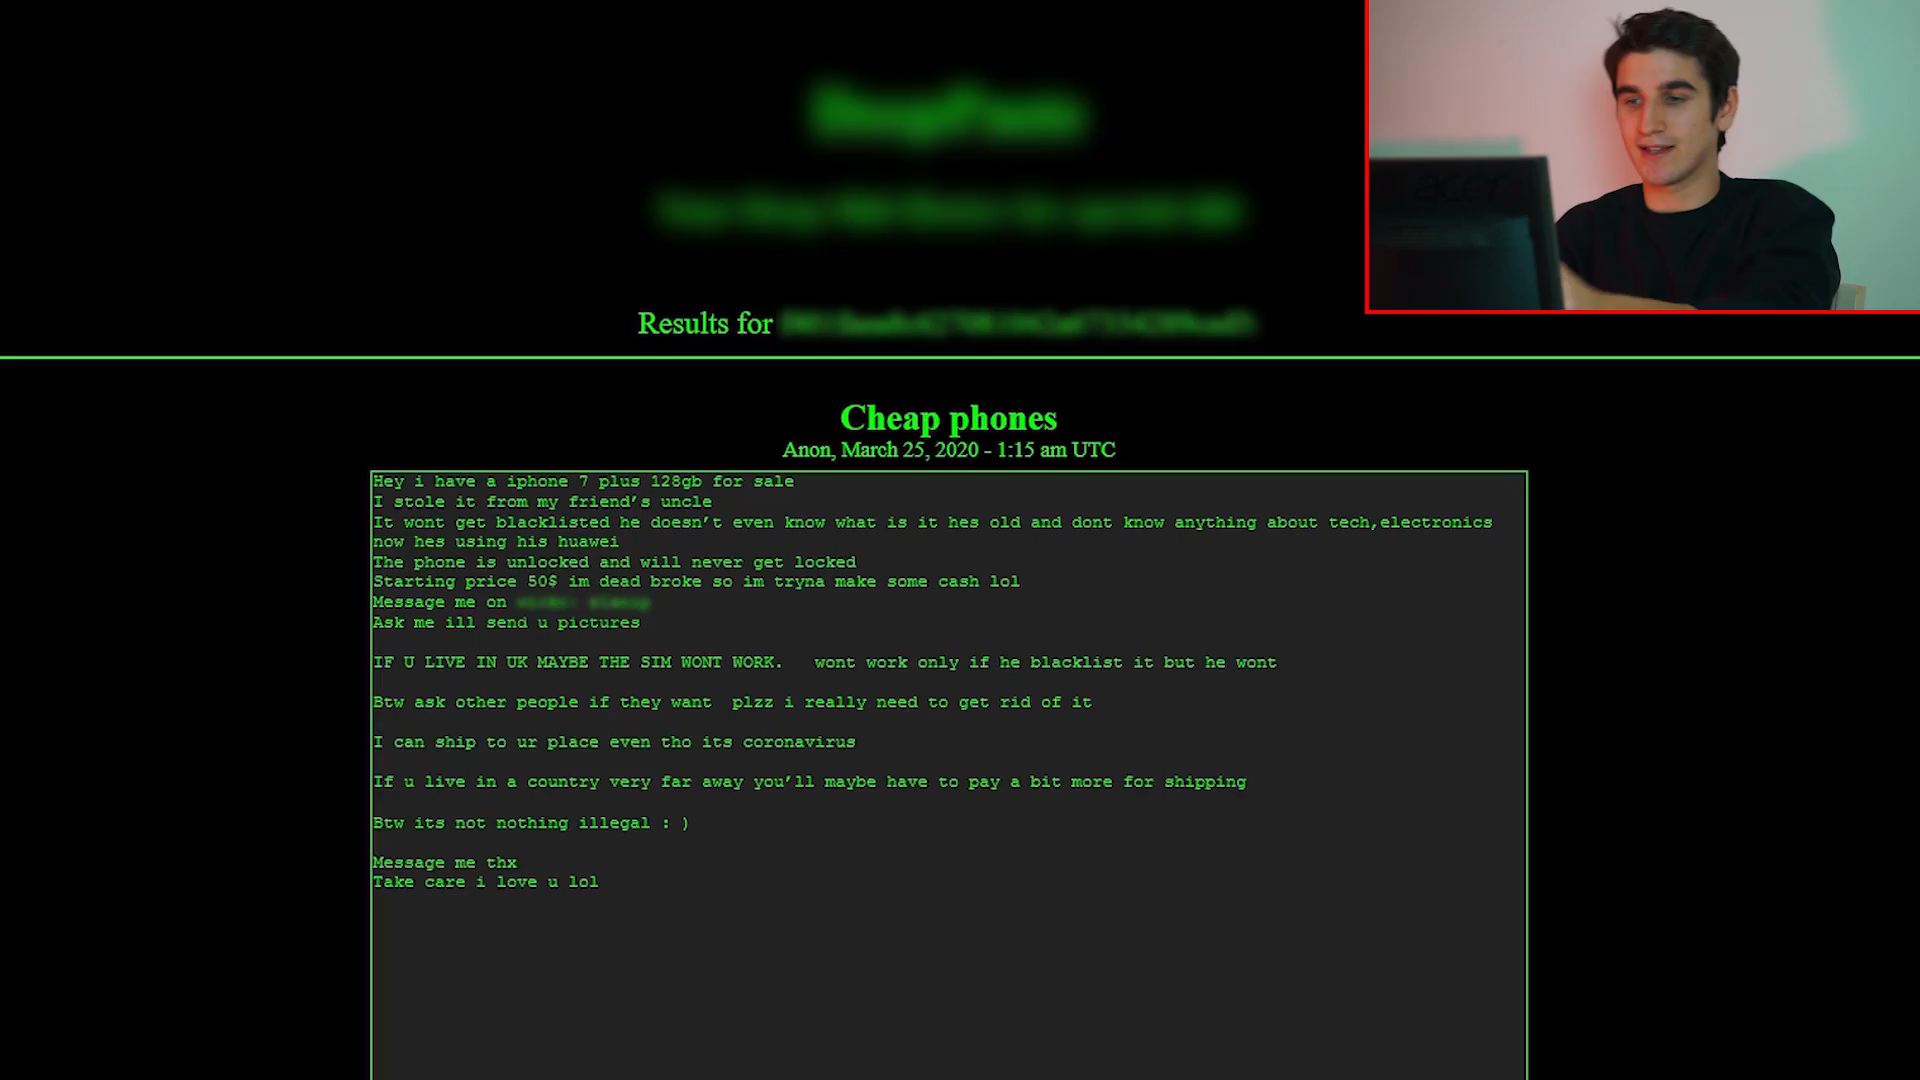 acer
Results for
Cheap phones
Anon, March 25, 2020 - 1:15 am UTC
Hey i have a iphone 7 plus 128gb for sale
I stole it from my friend’s uncle
It wont get blacklisted he doesn’t even know what is it hes old and dont know anything about tech,electronics
now hes using his huawei
The phone is unlocked and will never get locked
Starting price 50$ im dead broke so im tryna make some cash lol
Message me on
Ask me ill send u pictures
IF U LIVE IN UK MAYBE THE SIM WONT WORK.   wont work only if he blacklist it but he wont
Btw ask other people if they want  plzz i really need to get rid of it
I can ship to ur place even tho its coronavirus
If u live in a country very far away you’ll maybe have to pay a bit more for shipping
Btw its not nothing illegal : )
Message me thx
Take care i love u lol